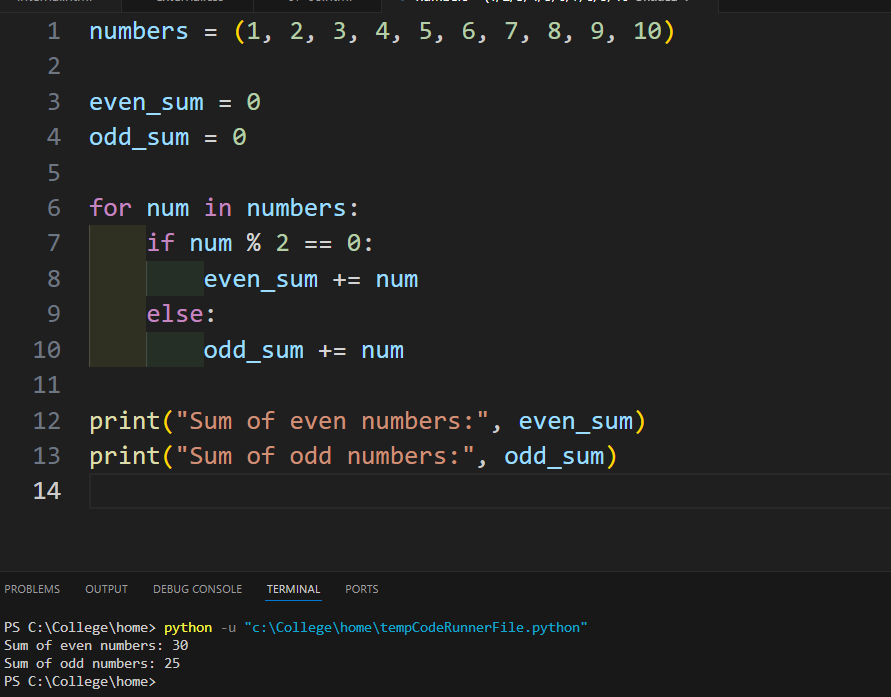 1 numbers = (1, 2, 3, 4, 5, 6, 7, 8, 9, 10)
2
3 even_sum = 0
4 odd_sum = 0
5
6 for num in numbers:
7     if num % 2 == 0:
8         even_sum += num
9     else:
10         odd_sum += num
11
12 print("Sum of even numbers:", even_sum)
13 print("Sum of odd numbers:", odd_sum)
14
PROBLEMS OUTPUT DEBUG CONSOLE TERMINAL PORTS
PS C:\College\home> python -u "c:\College\home\tempCodeRunnerFile.python"
Sum of even numbers: 30
Sum of odd numbers: 25
PS C:\College\home>